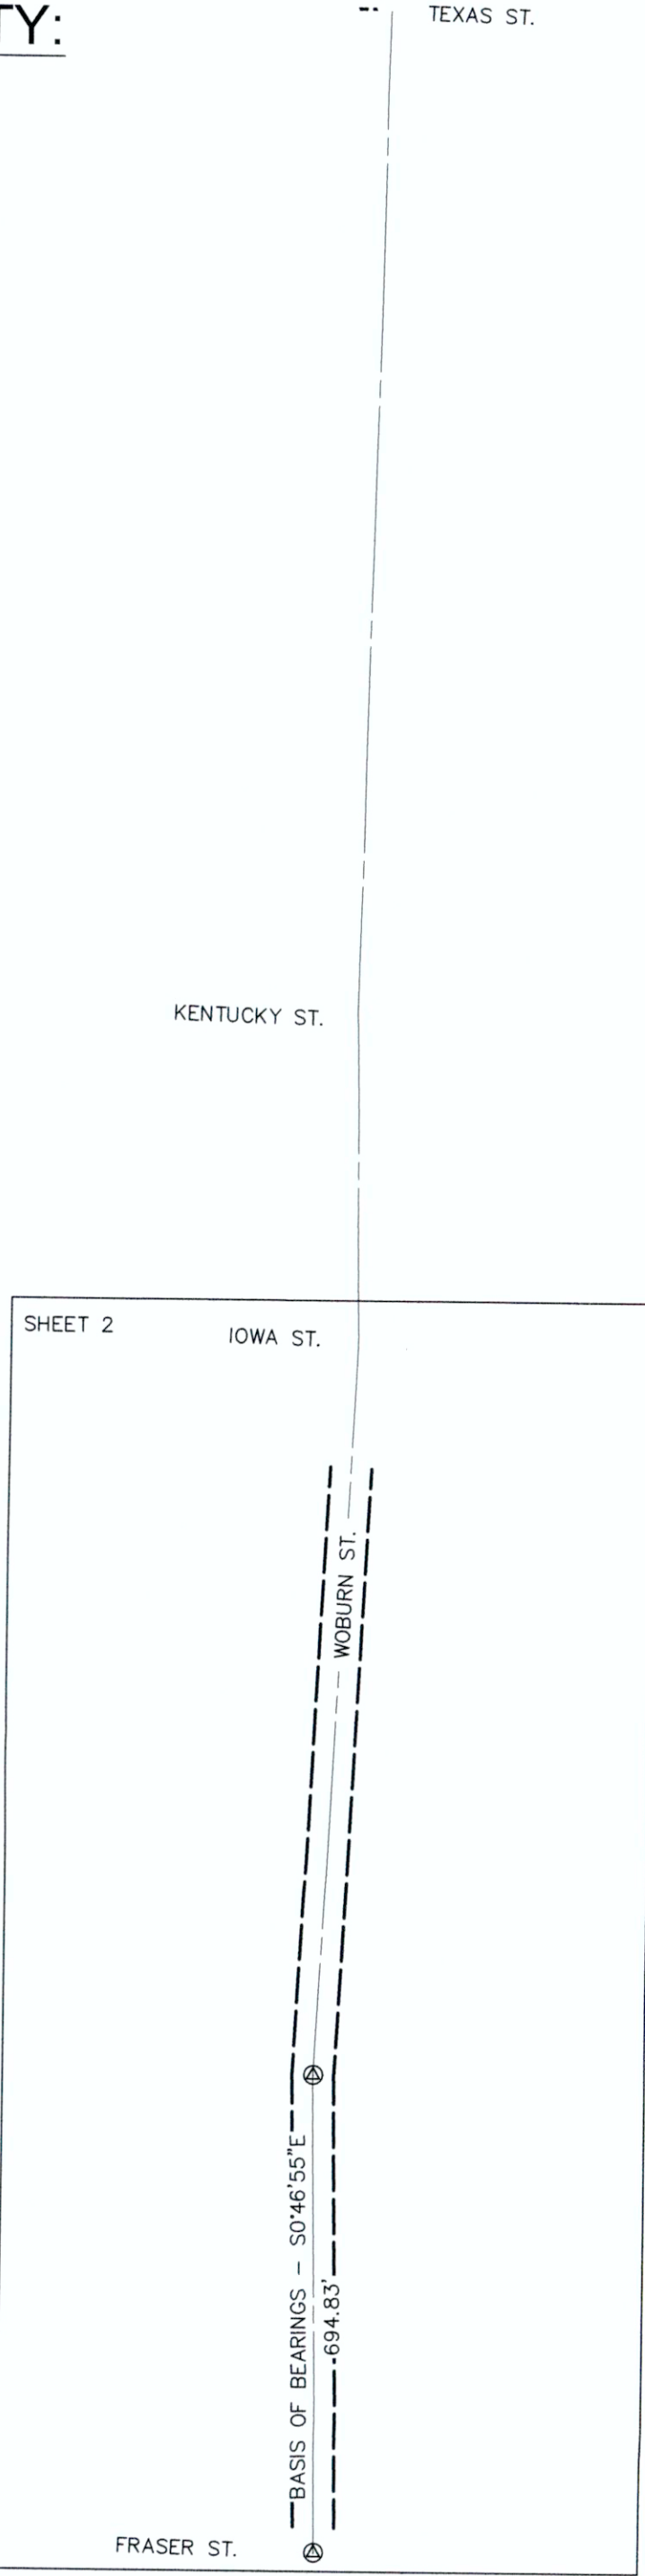 TY:
TEXAS ST.
KENTUCKY ST.
SHEET 2
IOWA ST.
WOBURN ST.
BASIS OF BEARINGS – S0°46'55"E
694.83'
FRASER ST.